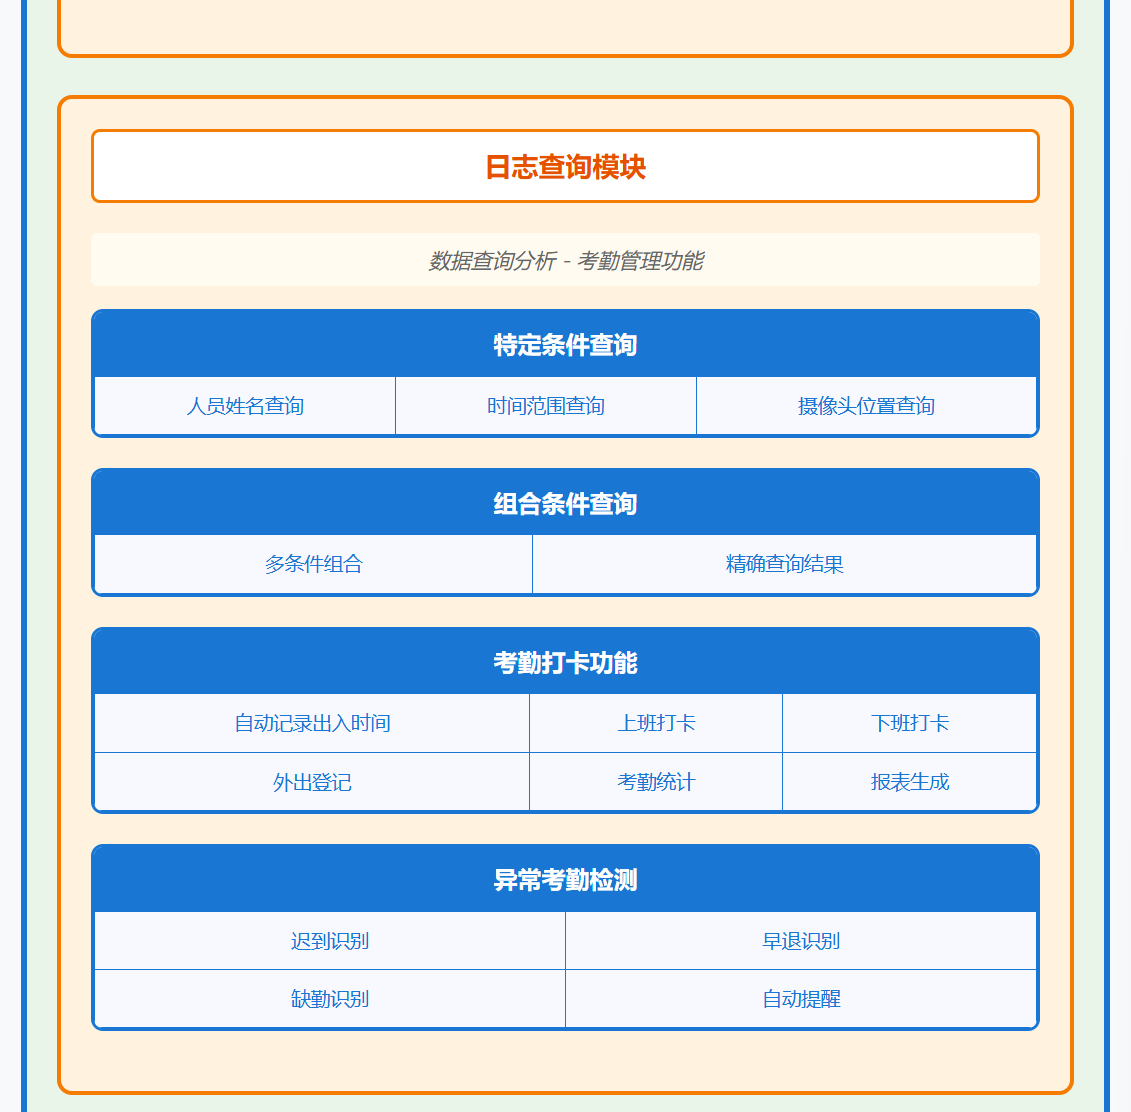 日志查询模块
数据查询分析 - 考勤管理功能
特定条件查询
人员姓名查询 时间范围查询 摄像头位置查询
组合条件查询
多条件组合 精确查询结果
考勤打卡功能
自动记录出入时间 上班打卡 下班打卡
外出登记 考勤统计 报表生成
异常考勤检测
迟到识别 早退识别
缺勤识别 自动提醒